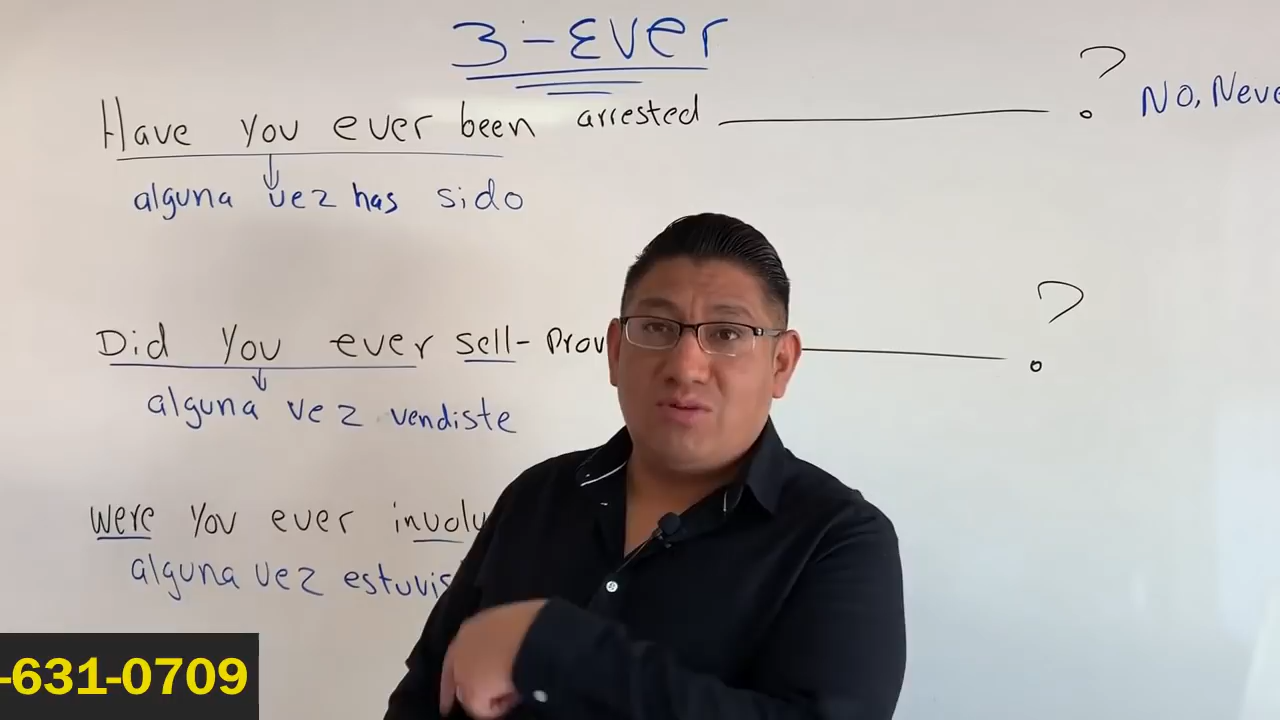 3-Ever
Have you ever been arrested ? No, Neve
alguna vez has sido
Did You ever sell- Prov ?
alguna vez vendiste
were You ever involv
alguna vez estuvis
-631-0709